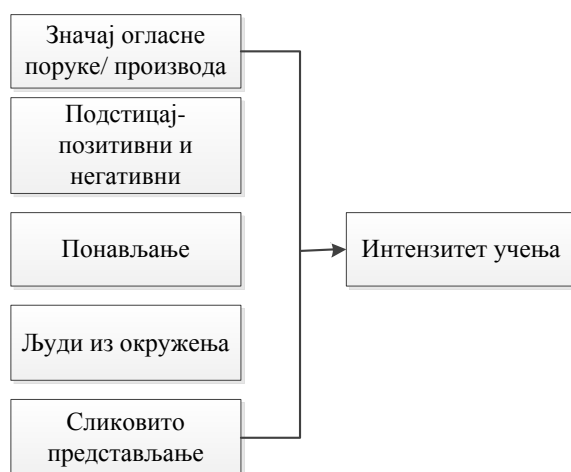 Значај огласне
поруке/ производа
Подстицај-
позитивни и
негативни
Понављање
Људи из окружења
Сликовито
представљање
Интензитет учења